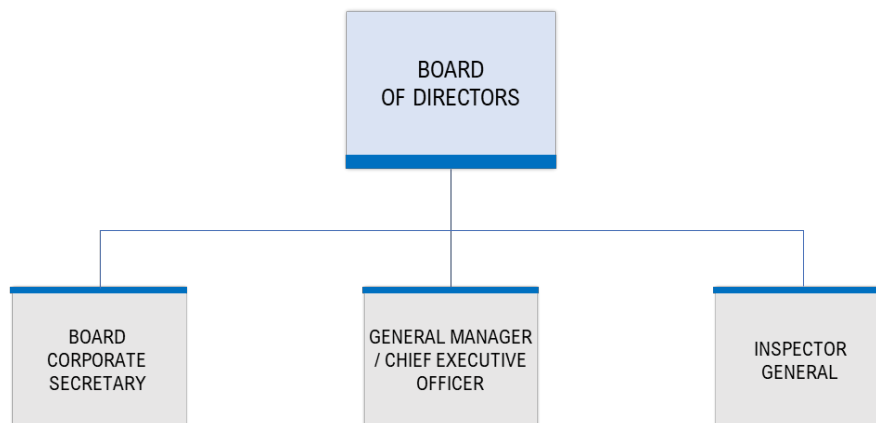 BOARD
OF DIRECTORS
BOARD
CORPORATE
SECRETARY
GENERAL MANAGER
/ CHIEF EXECUTIVE
OFFICER
INSPECTOR
GENERAL